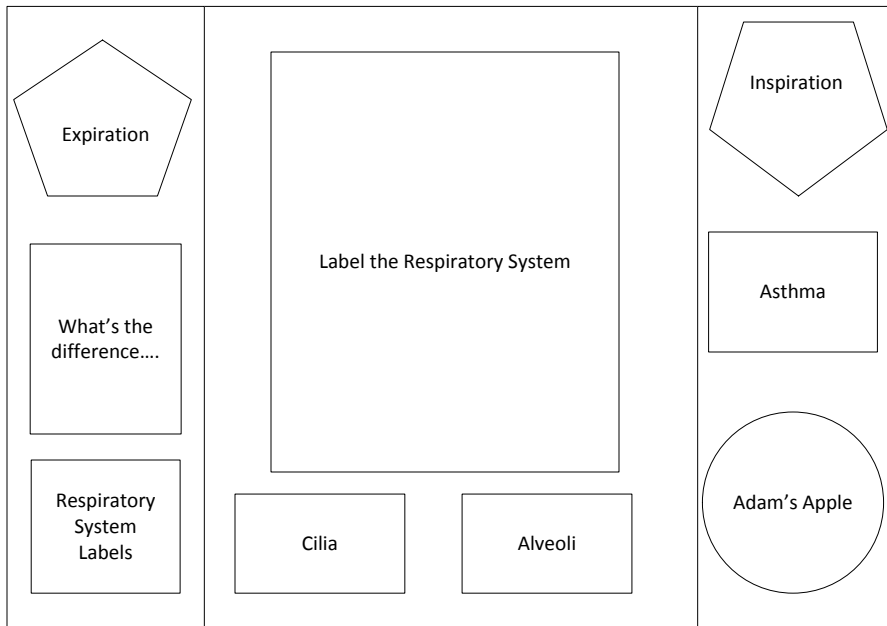 Expiration
What's the
difference....
Respiratory
System
Labels
Label the Respiratory System
Cilia
Alveoli
Inspiration
Asthma
Adam's Apple